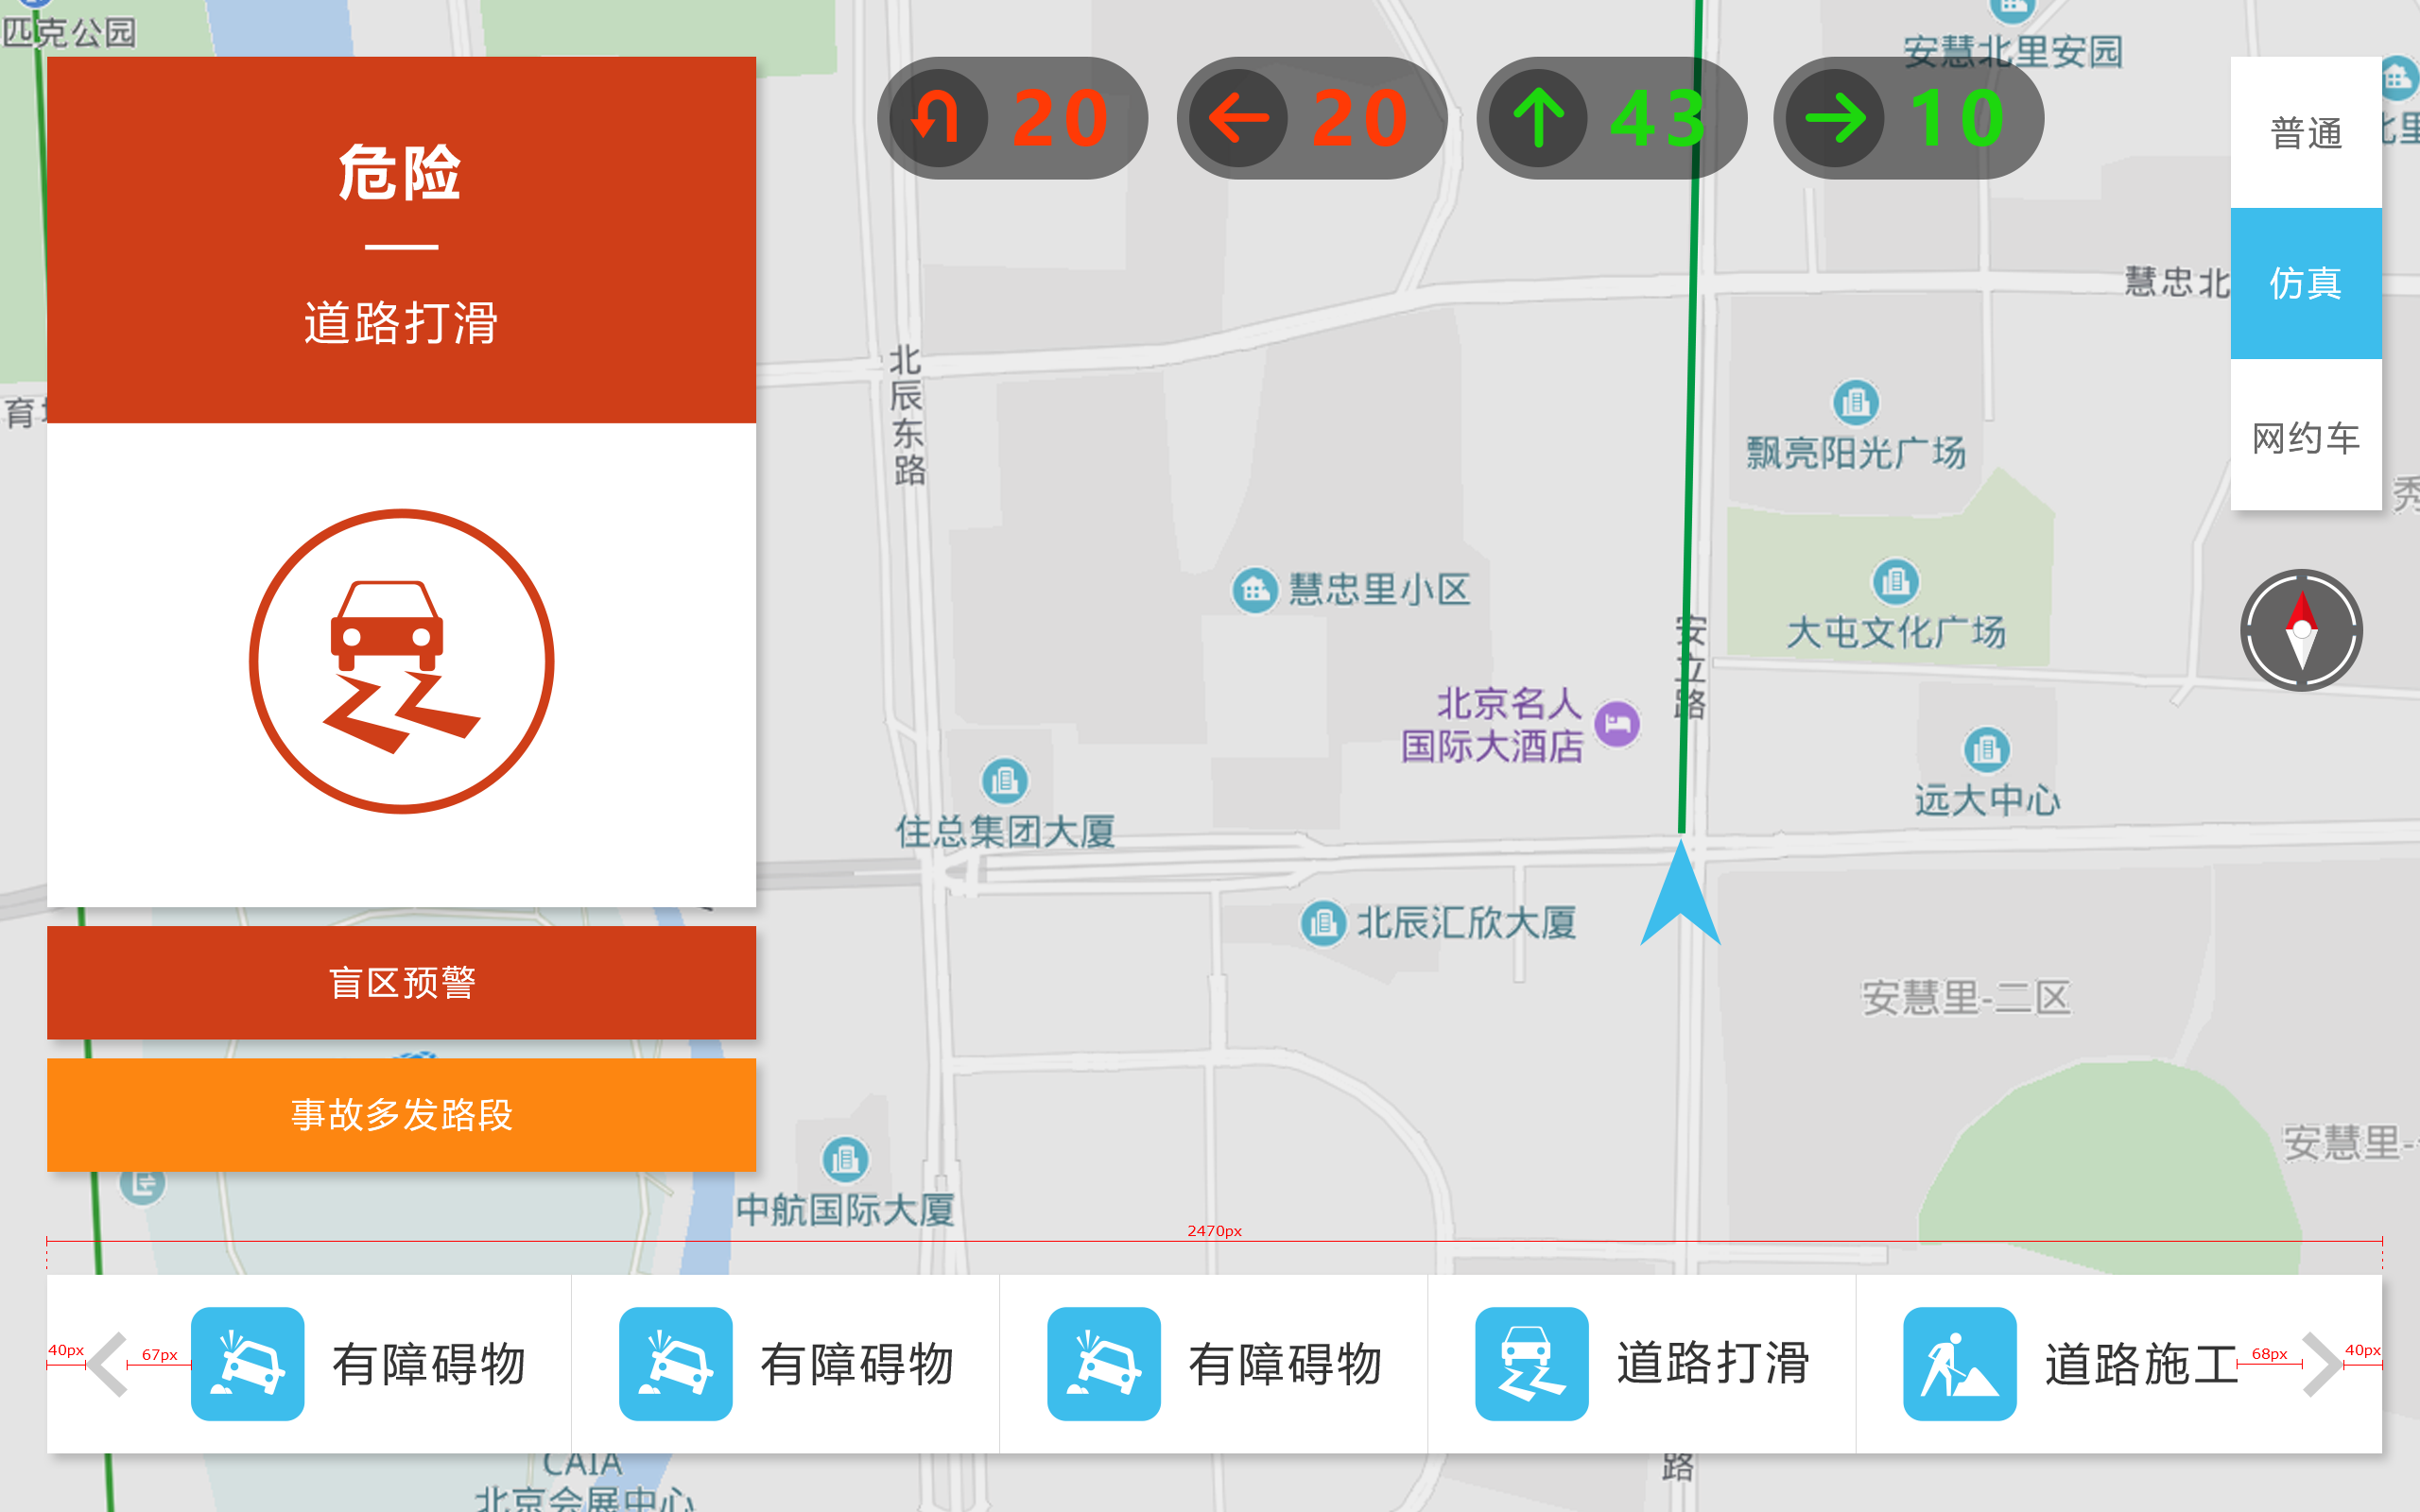 匹克公园
安慧北里安园
20
20
43
10
普通
仿真
网约车
北里
危险
道路打滑
慧忠北
北辰东路
飘亮阳光广场
育
秀
慧忠里小区
大屯文化广场
安立路
北京名人
国际大酒店
远大中心
住总集团大厦
北辰汇欣大厦
盲区预警
安慧里-二区
事故多发路段
安慧里-
中航国际大厦
2470px
40px
67px
有障碍物
有障碍物
有障碍物
道路打滑
道路施工
68px
40px
CAIA
北京会展中心
路